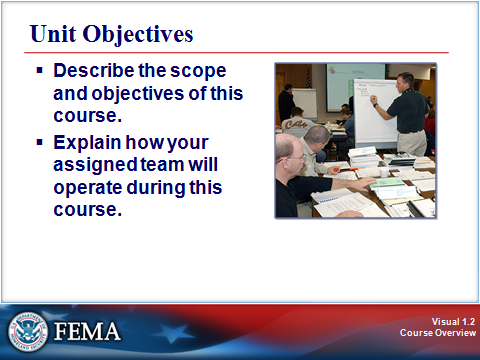 Unit Objectives
▪ Describe the scope
and objectives of this
course.
▪ Explain how your
assigned team will
operate during this
course.
FEMA
Visual 1.2
Course Overview